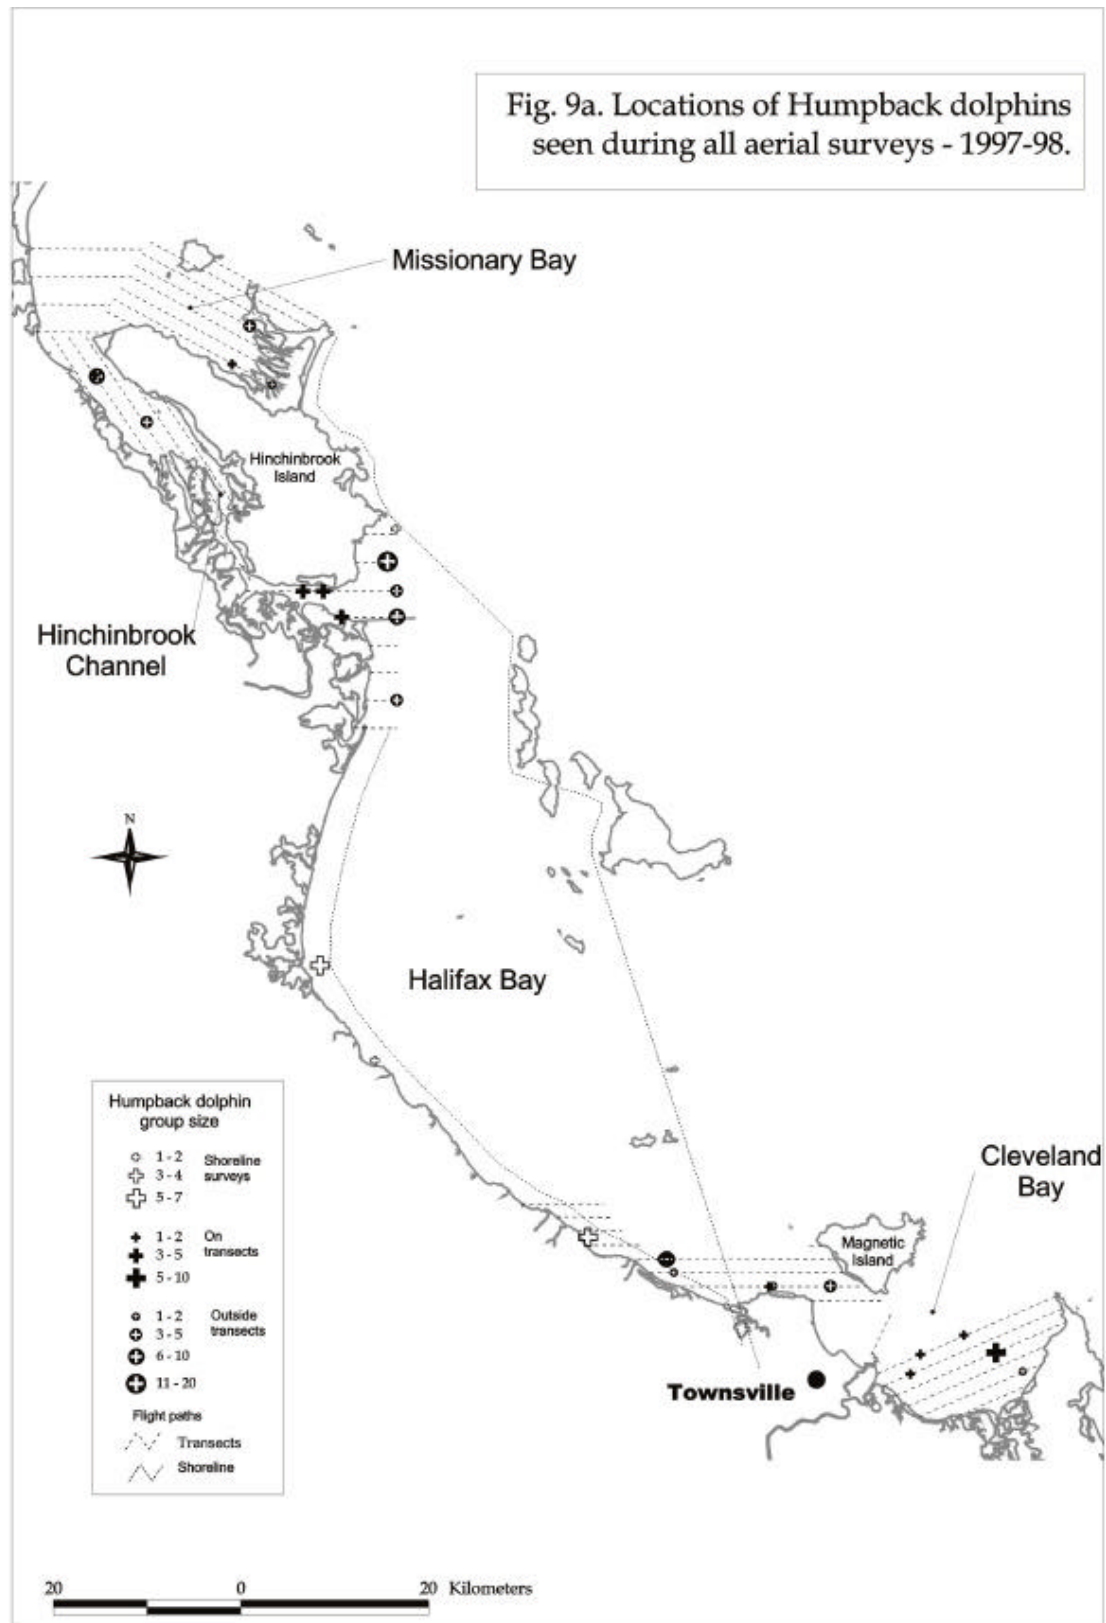 Fig. 9a. Locations of Humpback dolphins
seen during all aerial surveys - 1997-98.
Missionary Bay
Hinchinbrook
Island
Hinchinbrook
Channel
N
Halifax Bay
Cleveland
Bay
Magnetic
Island
Townsville
Humpback dolphin
group size
1 - 2 Shoreline
3 - 4 surveys
5 - 7
1 - 2 On
3 - 5 transects
5 - 10
1 - 2 Outside
3 - 5 transects
6 - 10
11 - 20
Flight paths
Transects
Shoreline
20 0 20 Kilometers